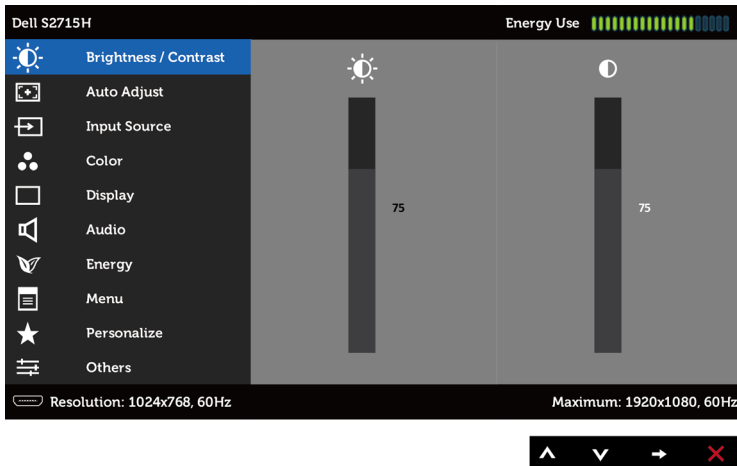 Dell S2715H
Energy Use
Brightness / Contrast
Auto Adjust
Input Source
Color
Display
Audio
Energy
Menu
Personalize
Others
75
75
Resolution: 1024x768, 60Hz
Maximum: 1920x1080, 60Hz